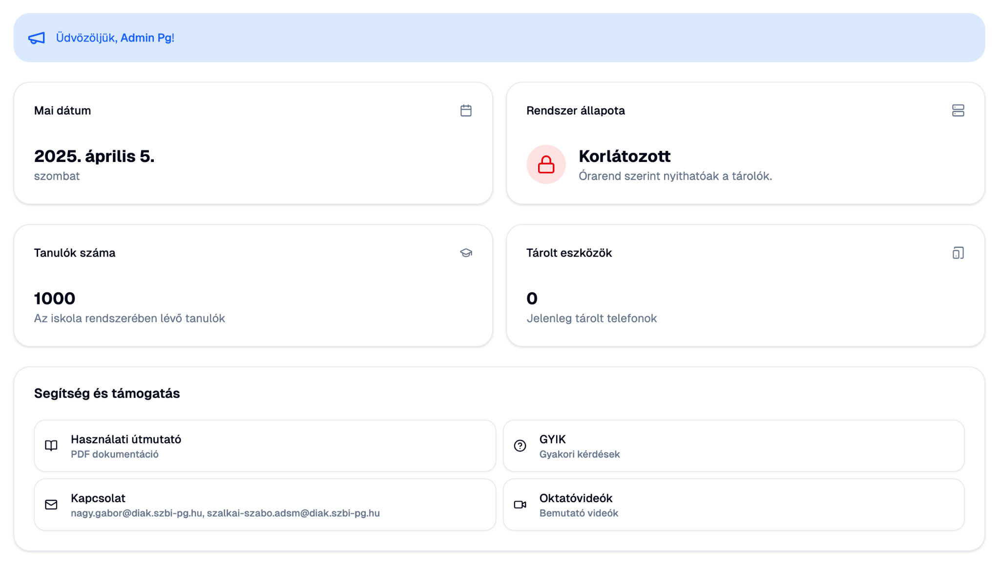 Üdvözöljük, Admin Pg!
Mai dátum
2025. április 5.
szombat
Rendszer állapota
Korlátozott
Órarend szerint nyithatóak a tárolók.
Tanulók száma
1000
Az iskola rendszerében lévő tanulók
Tárolt eszközök
0
Jelenleg tárolt telefonok
Segítség és támogatás
Használati útmutató
PDF dokumentáció
GYIK
Gyakori kérdések
Kapcsolat
nagy.gabor@diak.szbi-pg.hu, szalkai-szabo.adsm@diak.szbi-pg.hu
Oktatóvideók
Bemutató videók